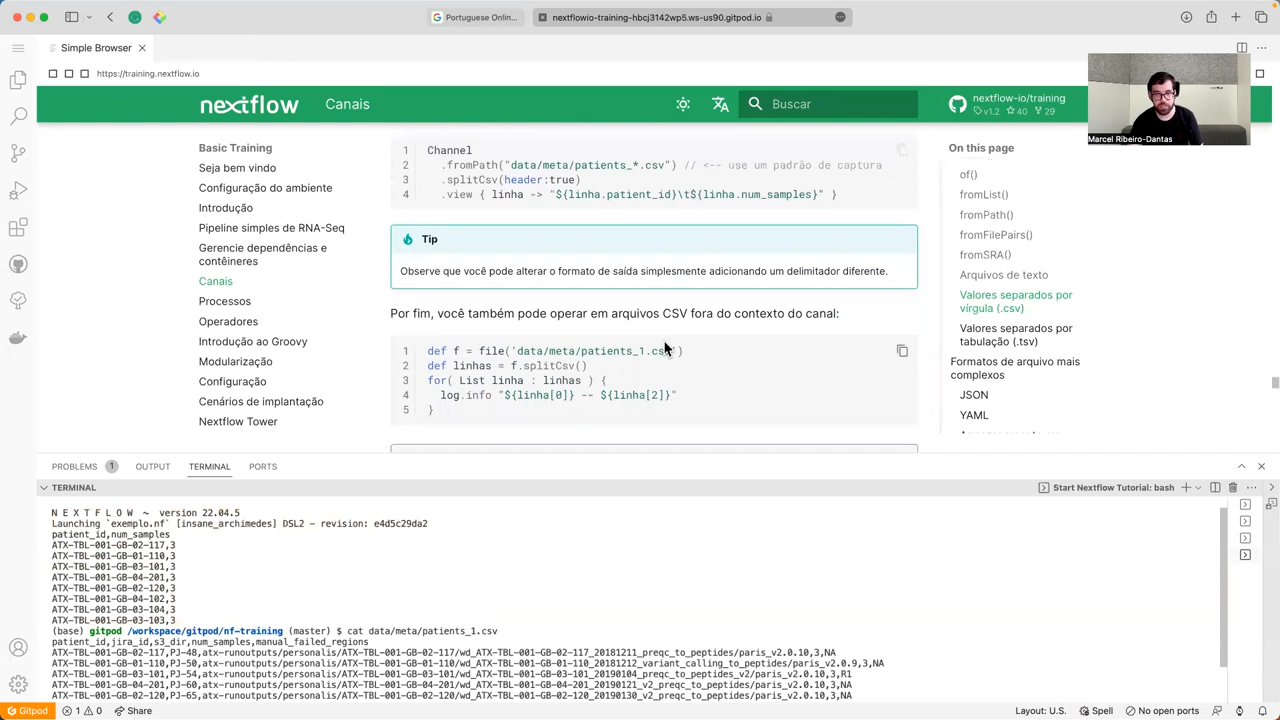 Portuguese Onlin...
nextflowio-training-hbcj3142wp5.ws-us90.gitpod.io
Simple Browser
https://training.nextflow.io
nextflow
Canais
Buscar
nextflow-io/training
v1.2 40 29
Marcel Ribeiro-Dantas
Basic Training
Seja bem vindo
Configuração do ambiente
Introdução
Pipeline simples de RNA-Seq
Gerencie dependências e
contêineres
Canais
Processos
Operadores
Introdução ao Groovy
Modularização
Configuração
Cenários de implantação
Nextflow Tower
1 Channel
2 .fromPath("data/meta/patients_*.csv") // <-- use um padrão de captura
3 .splitCsv(header:true)
4 .view { linha -> "${linha.patient_id}\t${linha.num_samples}" }
Tip
Observe que você pode alterar o formato de saída simplesmente adicionando um delimitador diferente.
Por fim, você também pode operar em arquivos CSV fora do contexto do canal:
1 def f = file('data/meta/patients_1.csv')
2 def linhas = f.splitCsv()
3 for( List linha : linhas ) {
4 log.info "${linha[0]} -- ${linha[2]}"
5 }
On this page
of()
fromList()
fromPath()
fromFilePairs()
fromSRA()
Arquivos de texto
Valores separados por
vírgula (.csv)
Valores separados por
tabulação (.tsv)
Formatos de arquivo mais
complexos
JSON
YAML
PROBLEMS 1 OUTPUT TERMINAL PORTS
TERMINAL
Start Nextflow Tutorial: bash
N E X T F L O W ~ version 22.04.5
Launching `exemplo.nf` [insane_archimedes] DSL2 - revision: e4d5c29da2
patient_id,num_samples
ATX-TBL-001-GB-02-117,3
ATX-TBL-001-GB-01-110,3
ATX-TBL-001-GB-03-101,3
ATX-TBL-001-GB-04-201,3
ATX-TBL-001-GB-02-120,3
ATX-TBL-001-GB-04-102,3
ATX-TBL-001-GB-03-104,3
ATX-TBL-001-GB-03-103,3
(base) gitpod /workspace/gitpod/nf-training (master) $ cat data/meta/patients_1.csv
patient_id,jira_id,s3_dir,num_samples,manual_failed_regions
ATX-TBL-001-GB-02-117,PJ-48,atx-runoutputs/personalis/ATX-TBL-001-GB-02-117/wd_ATX-TBL-001-GB-02-117_20181211_preqc_to_peptides/paris_v2.0.10,3,NA
ATX-TBL-001-GB-01-110,PJ-50,atx-runoutputs/personalis/ATX-TBL-001-GB-01-110/wd_ATX-TBL-001-GB-01-110_20181212_variant_calling_to_peptides/paris_v2.0.9,3,NA
ATX-TBL-001-GB-03-101,PJ-54,atx-runoutputs/personalis/ATX-TBL-001-GB-03-101/wd_ATX-TBL-001-GB-03-101_20190104_preqc_to_peptides_v2/paris_v2.0.10,3,R1
ATX-TBL-001-GB-04-201,PJ-60,atx-runoutputs/personalis/ATX-TBL-001-GB-04-201/wd_ATX-TBL-001-GB-04-201_20190121_v2_preqc_to_peptides/paris_v2.0.10,3,NA
ATX-TBL-001-GB-02-120,PJ-65,atx-runoutputs/personalis/ATX-TBL-001-GB-02-120/wd_ATX-TBL-001-GB-02-120_20190130_v2_preqc_to_peptides/paris_v2.0.10,3,NA
Gitpod 1 0 Share Layout: U.S. Spell No open ports